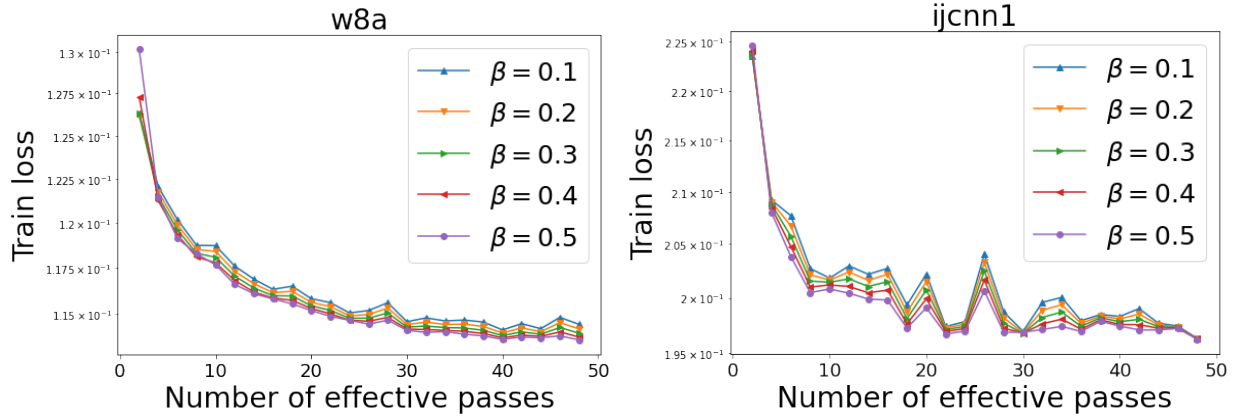 w8a
1.3 × 10⁻¹
1.275 × 10⁻¹
1.25 × 10⁻¹
1.225 × 10⁻¹
1.2 × 10⁻¹
1.175 × 10⁻¹
1.15 × 10⁻¹
Train loss
β = 0.1
β = 0.2
β = 0.3
β = 0.4
β = 0.5
0 10 20 30 40 50
Number of effective passes
ijcnn1
2.25 × 10⁻¹
2.2 × 10⁻¹
2.15 × 10⁻¹
2.1 × 10⁻¹
2.05 × 10⁻¹
2 × 10⁻¹
1.95 × 10⁻¹
Train loss
β = 0.1
β = 0.2
β = 0.3
β = 0.4
β = 0.5
0 10 20 30 40 50
Number of effective passes